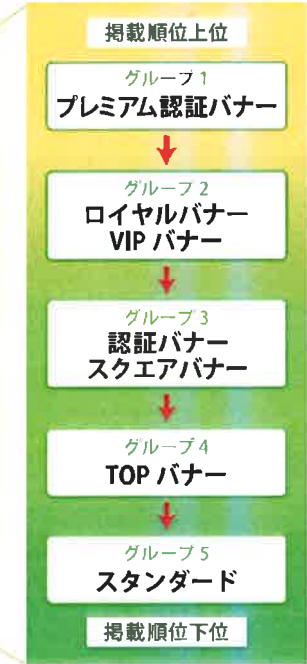 掲載順位上位
グループ 1
プレミアム認証バナー
グループ 2
ロイヤルバナー
VIP バナー
グループ 3
認証バナー
スクエアバナー
グループ 4
TOP バナー
グループ 5
スタンダード
掲載順位下位